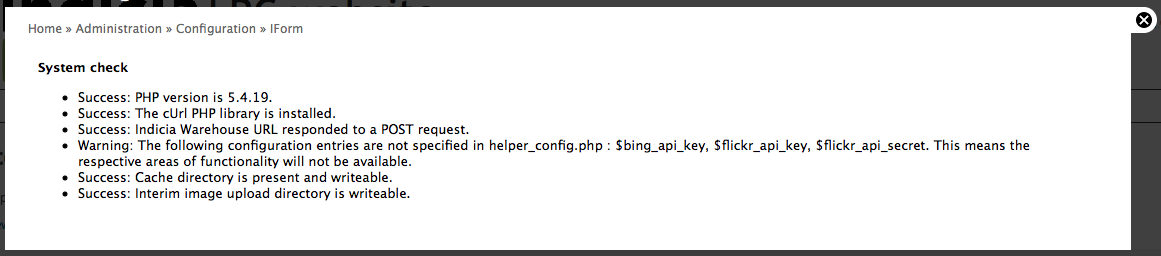 Home » Administration » Configuration » IForm
System check
• Success: PHP version is 5.4.19.
• Success: The cUrl PHP library is installed.
• Success: Indicia Warehouse URL responded to a POST request.
• Warning: The following configuration entries are not specified in helper_config.php : $bing_api_key, $flickr_api_key, $flickr_api_secret. This means the
respective areas of functionality will not be available.
• Success: Cache directory is present and writeable.
• Success: Interim image upload directory is writeable.